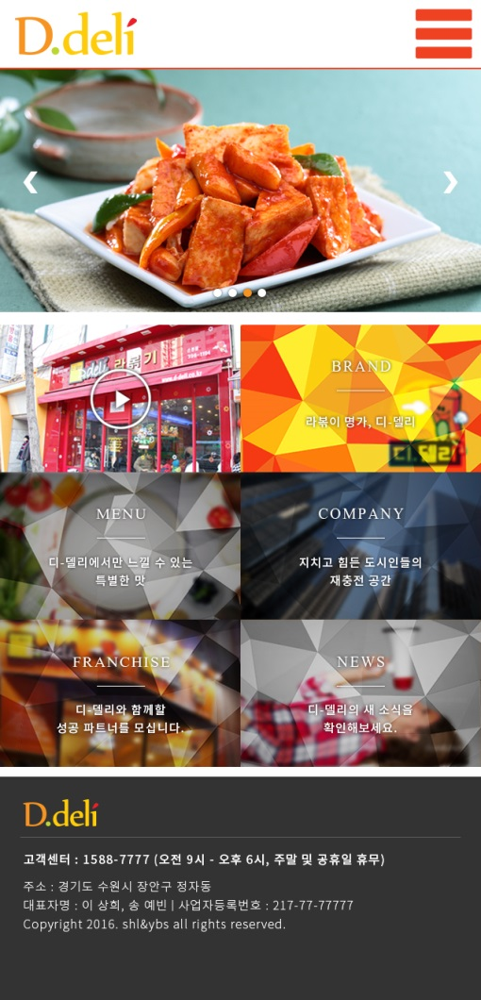 D.deli
D.deli 라볶기
www.d-deli.co.kr
BRAND
라볶이 명가, 디-델리
디.델리
MENU
디-델리에서만 느낄 수 있는
특별한 맛
COMPANY
지치고 힘든 도시인들의
재충전 공간
FRANCHISE
디-델리와 함께할
성공 파트너를 모십니다.
NEWS
디-델리의 새 소식을
확인해보세요.
D.deli
고객센터 : 1588-7777 (오전 9시 - 오후 6시, 주말 및 공휴일 휴무)
주소 : 경기도 수원시 장안구 정자동
대표자명 : 이 상희, 송 예빈 | 사업자등록번호 : 217-77-77777
Copyright 2016. shl&ybs all rights reserved.